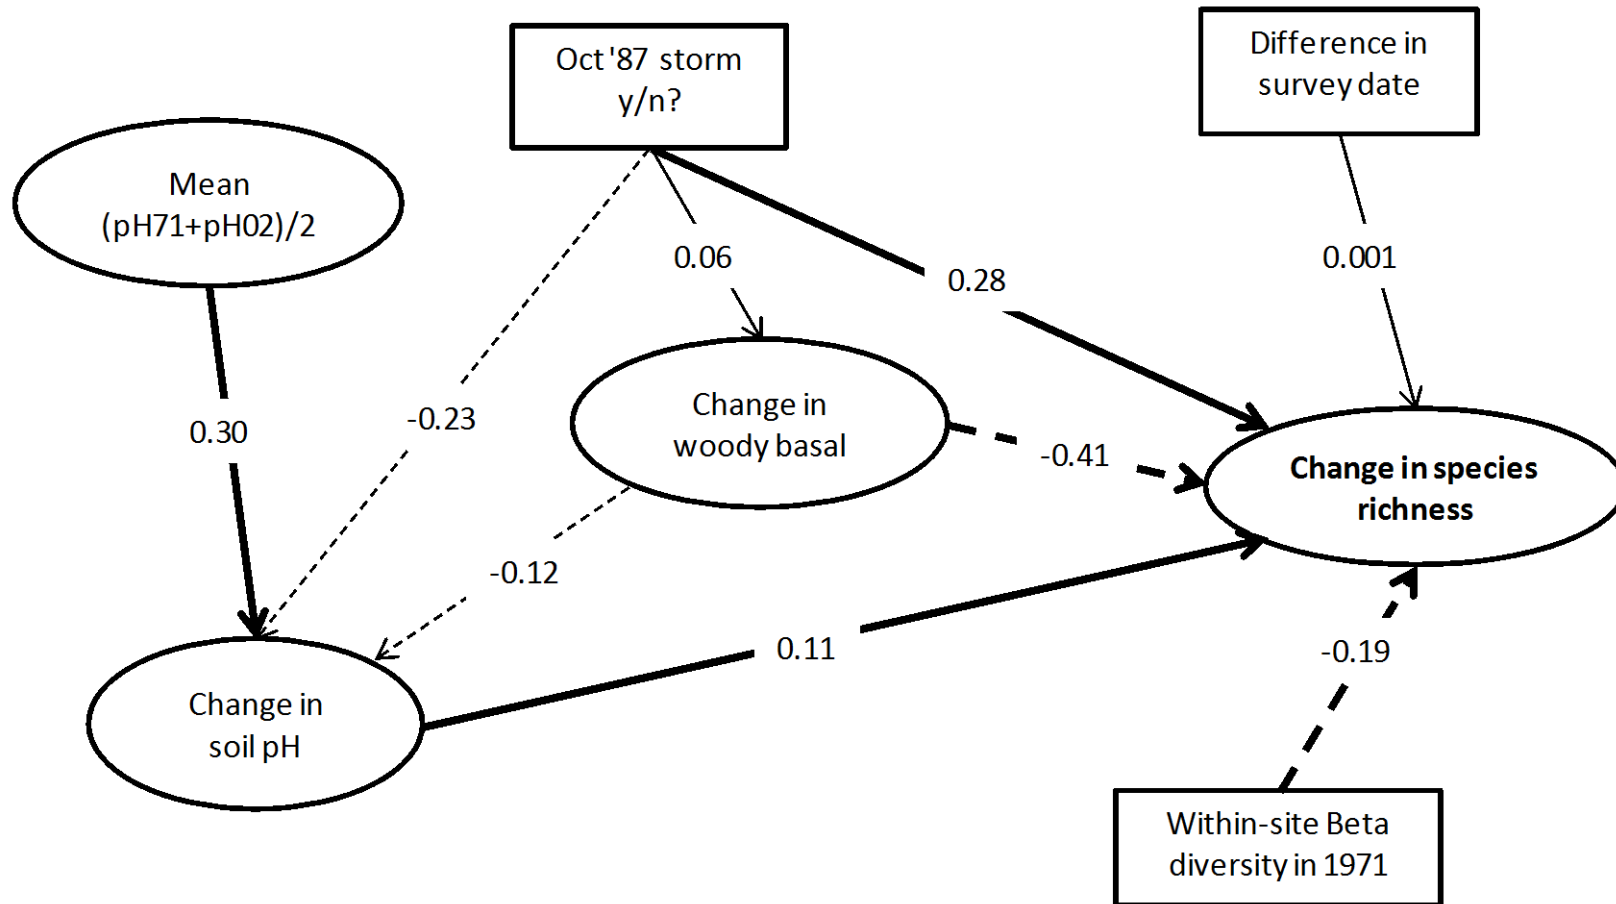 Oct '87 storm
y/n?
Difference in
survey date
Mean
(pH71+pH02)/2
0.06
0.28
0.001
0.30
-0.23
Change in
woody basal
-0.41
Change in species
richness
-0.12
0.11
-0.19
Change in
soil pH
Within-site Beta
diversity in 1971